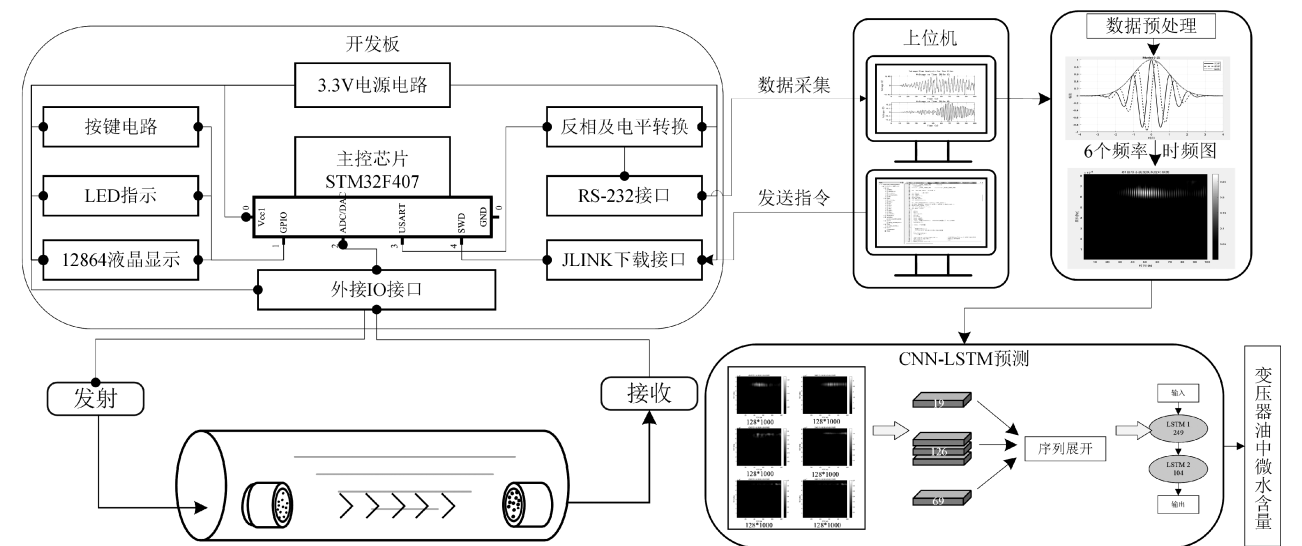 开发板
3.3V电源电路
按键电路
LED指示
12864液晶显示
主控芯片
STM32F407
0
Vcc1
GPIO
ADC/DAC
USART
SWD
GND
0
1
2
3
4
反相及电平转换
RS-232接口
JLINK下载接口
外接IO接口
数据采集
发送指令
上位机
数据预处理
6个频率
时频图
发射
接收
CNN-LSTM预测
128*1000
128*1000
128*1000
128*1000
128*1000
128*1000
19
126
69
序列展开
输入
LSTM 1
249
LSTM 2
104
输出
变压器油中微水含量